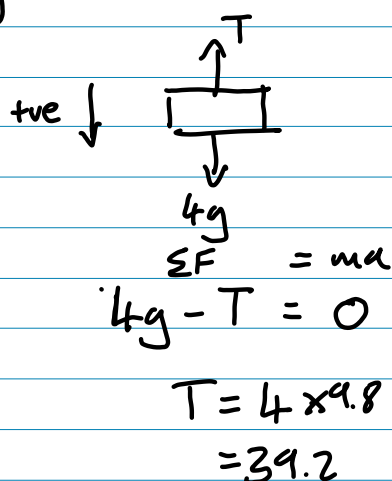 T
+ve
4g
ΣF = ma
4g - T = 0
T = 4 × 9.8
= 39.2